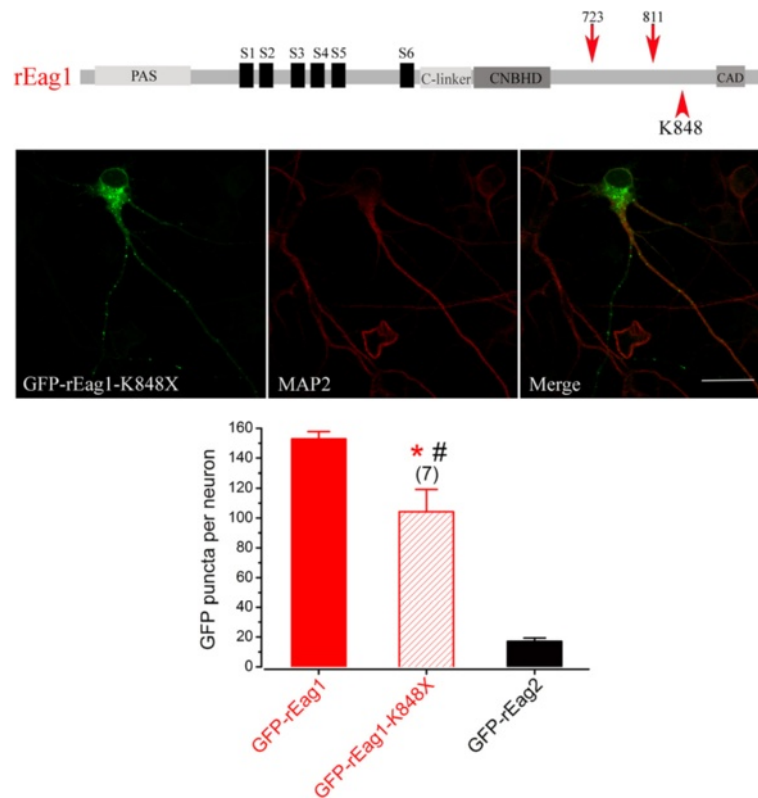 723 811
S1 S2 S3 S4 S5 S6
rEag1 PAS C-linker CNBHD CAD
K848
GFP-rEag1-K848X MAP2 Merge
160
140
120
100
80
60
40
20
0
GFP puncta per neuron
* #
(7)
GFP-rEag1
GFP-rEag1-K848X
GFP-rEag2